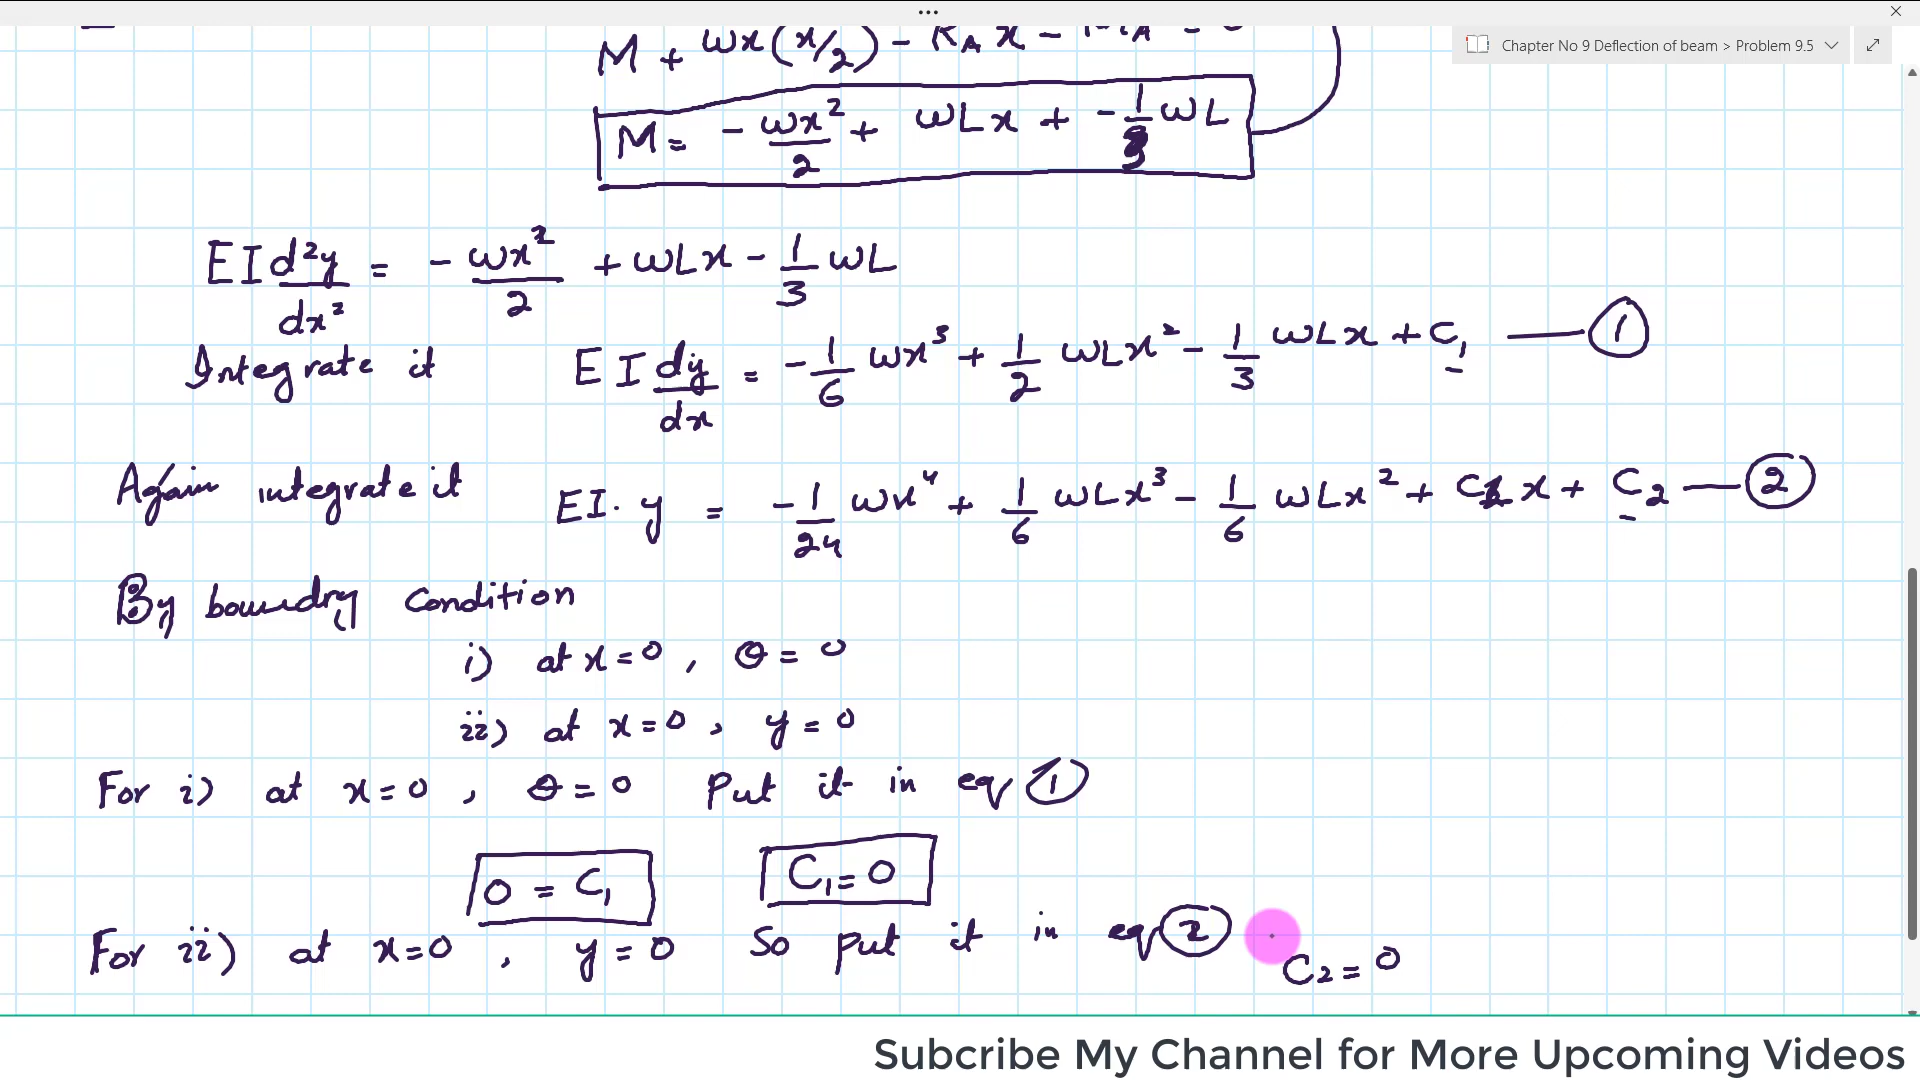 Chapter No 9 Deflection of beam > Problem 9.5
M + wx(x/2) - R_A x - M_A = 0
M = - wx²/2 + wLx + - 1/3 wL
EI d²y/dx² = - wx²/2 + wLx - 1/3 wL
Integrate it EI dy/dx = - 1/6 wx³ + 1/2 wLx² - 1/3 wLx + C₁ — ①
Again integrate it EI. y = - 1/24 wx⁴ + 1/6 wLx³ - 1/6 wLx² + C₁x + C₂ — ②
By boundry Condition
i) at x=0 , θ = 0
ii) at x=0 , y = 0
For i) at x=0 , θ = 0 Put it in eq ①
0 = C₁ C₁ = 0
For ii) at x=0 , y = 0 So put it in eq ②
C₂ = 0
Subcribe My Channel for More Upcoming Videos